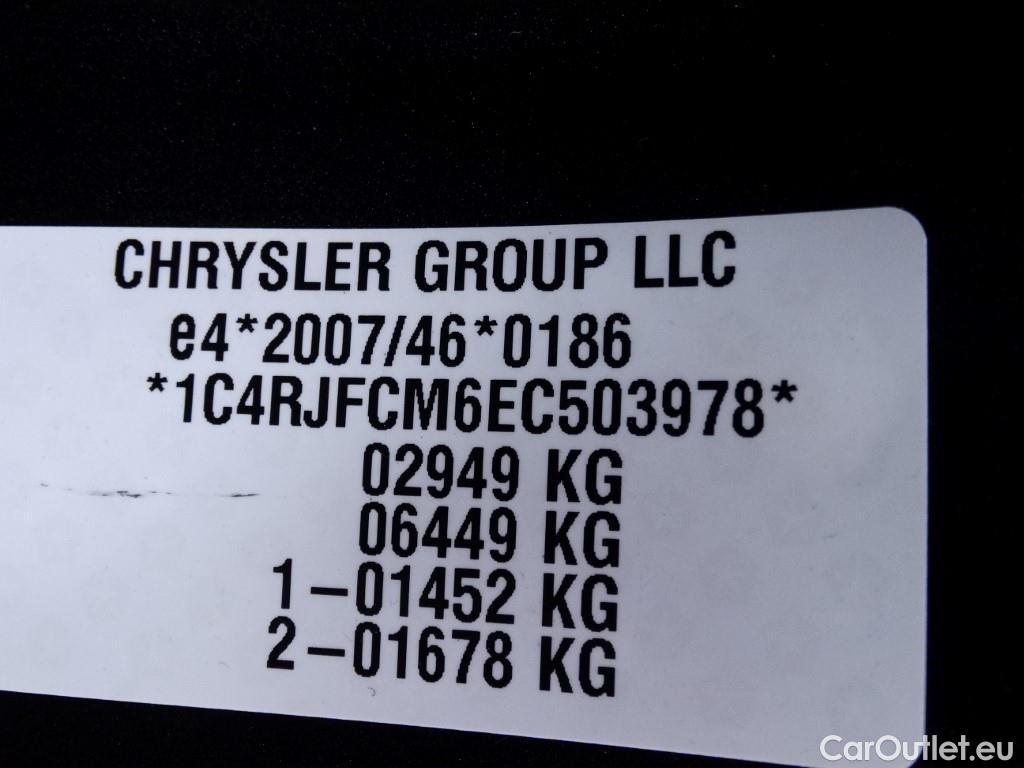 CHRYSLER GROUP LLC
e4*2007/46*0186
*1C4RJFCM6EC503978*
02949 KG
06449 KG
1-01452 KG
2-01678 KG
CarOutlet.eu